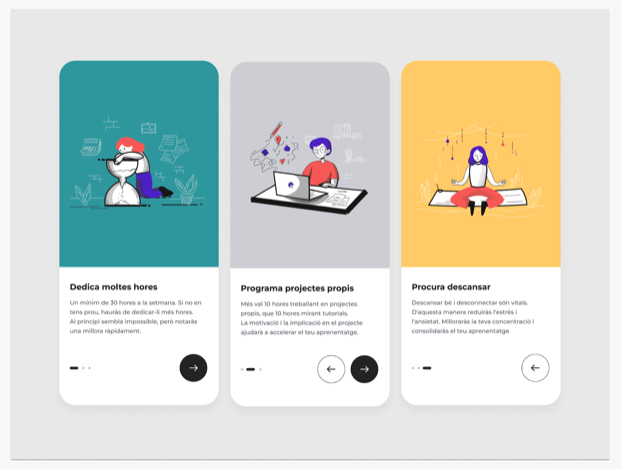 Dedica moltes hores
Un mínim de 30 hores a la setmana. Si no en
tens prou, hauràs de dedicar-li més hores.
Al principi sembla impossible, però notaràs
una millora ràpidament.
Programa projectes propis
Més val 10 hores treballant en projectes
propis, que 10 hores mirant tutorials.
La motivació i la implicació en el projecte
ajudarà a accelerar el teu aprenentatge.
Procura descansar
Descansar bé i desconnectar són vitals.
D'aquesta manera reduiràs l'estrès i
l'ansietat. Milloraràs la teva concentració i
consolidaràs el teu aprenentatge